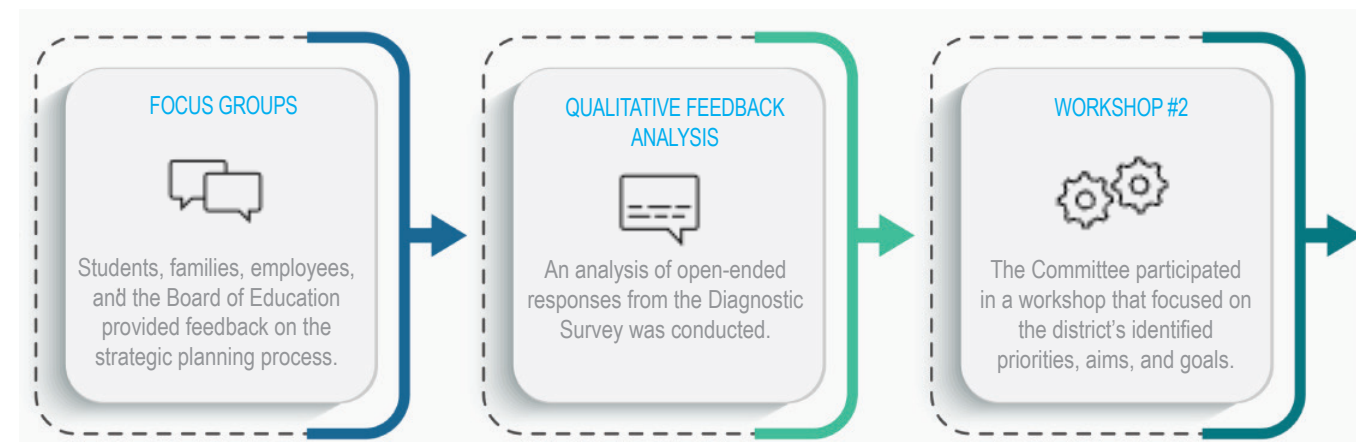 FOCUS GROUPS
Students, families, employees,
and the Board of Education
provided feedback on the
strategic planning process.
QUALITATIVE FEEDBACK
ANALYSIS
An analysis of open-ended
responses from the Diagnostic
Survey was conducted.
WORKSHOP #2
The Committee participated
in a workshop that focused on
the district's identified
priorities, aims, and goals.